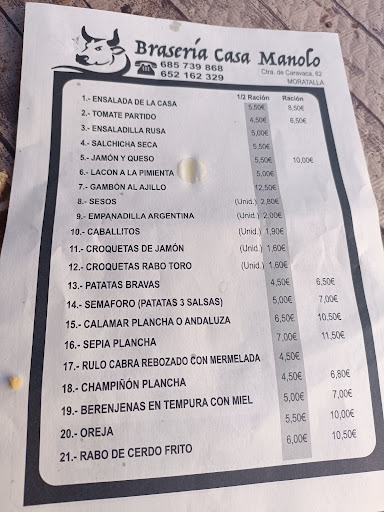 Brasería Casa Manolo
685 739 868
652 162 329
Ctra. de Caravaca, 62
MORATALLA
1/2 Ración Ración
1.- ENSALADA DE LA CASA 5,50€ 8,50€
2.- TOMATE PARTIDO 4,50€ 6,50€
3.- ENSALADILLA RUSA 5,00€
4.- SALCHICHA SECA 5,50€
5.- JAMÓN Y QUESO 5,50€ 10,00€
6.- LACON A LA PIMIENTA 5,00€
7.- GAMBÓN AL AJILLO 12,50€
8.- SESOS (Unid.) 2,80€
9.- EMPANADILLA ARGENTINA (Unid.) 2,00€
10.- CABALLITOS (Unid.) 1,90€
11.- CROQUETAS DE JAMÓN (Unid.) 1,60€
12.- CROQUETAS RABO TORO (Unid.) 1,60€
13.- PATATAS BRAVAS 4,50€ 6,50€
14.- SEMAFORO (PATATAS 3 SALSAS) 5,00€ 7,00€
15.- CALAMAR PLANCHA O ANDALUZA 6,50€ 10,50€
16.- SEPIA PLANCHA 7,00€ 11,50€
17.- RULO CABRA REBOZADO CON MERMELADA 4,50€
18.- CHAMPIÑÓN PLANCHA 4,50€ 6,80€
19.- BERENJENAS EN TEMPURA CON MIEL 5,00€ 7,00€
20.- OREJA 5,50€ 10,00€
21.- RABO DE CERDO FRITO 6,00€ 10,50€